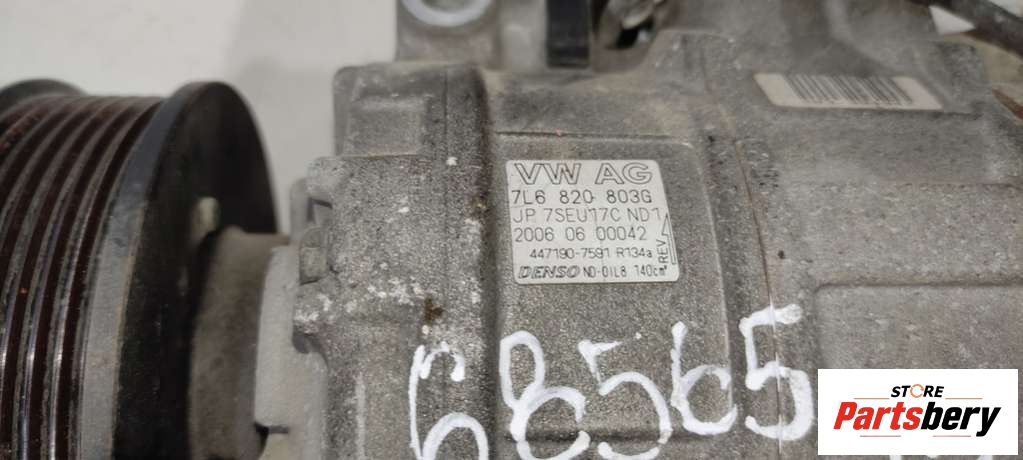 VW AG
7L6 820 803G
JP 7SEU17C ND1
2006 06 00042
447190-7591 R134a
REV
DENSO ND-OIL8 140cm³
68565
STORE
Partsbery